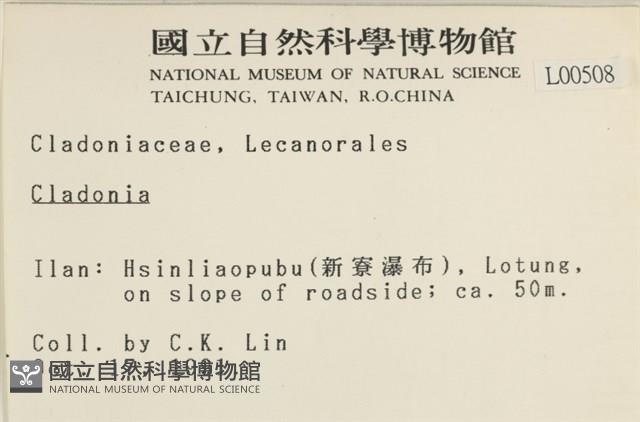 國立自然科學博物館
NATIONAL MUSEUM OF NATURAL SCIENCE
TAICHUNG, TAIWAN, R.O.CHINA
L00508
Cladoniaceae, Lecanorales
Cladonia
Ilan: Hsinliaopubu(新寮瀑布), Lotung,
on slope of roadside; ca. 50m.
Coll. by C.K. Lin
國立自然科學博物館
NATIONAL MUSEUM OF NATURAL SCIENCE